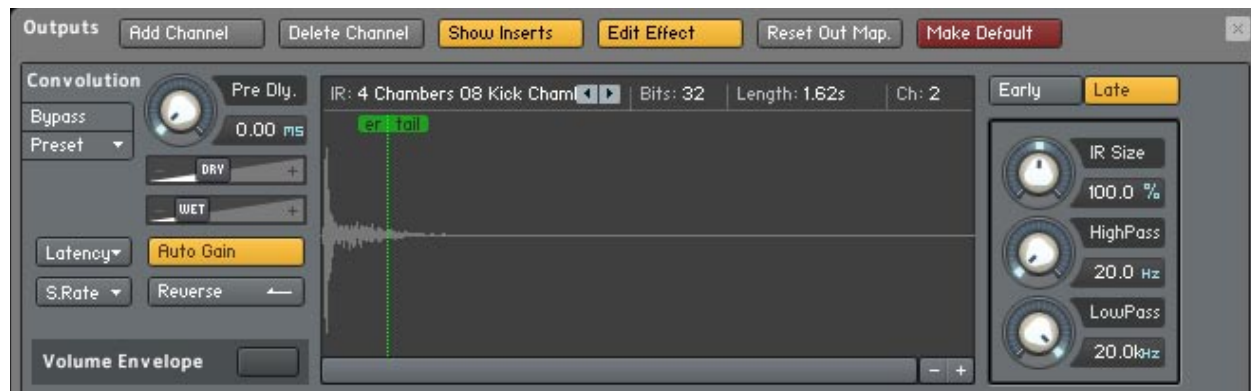 Outputs Add Channel Delete Channel Show Inserts Edit Effect Reset Out Map. Make Default
Convolution
Bypass
Preset
Pre Dly.
0.00 ms
DRY
- +
WET
- +
Latency
Auto Gain
S.Rate
Reverse
Volume Envelope
IR: 4 Chambers 08 Kick Chaml Bits: 32 Length: 1.62s Ch: 2
er tail
- +
Early Late
IR Size
100.0 %
HighPass
20.0 Hz
LowPass
20.0kHz